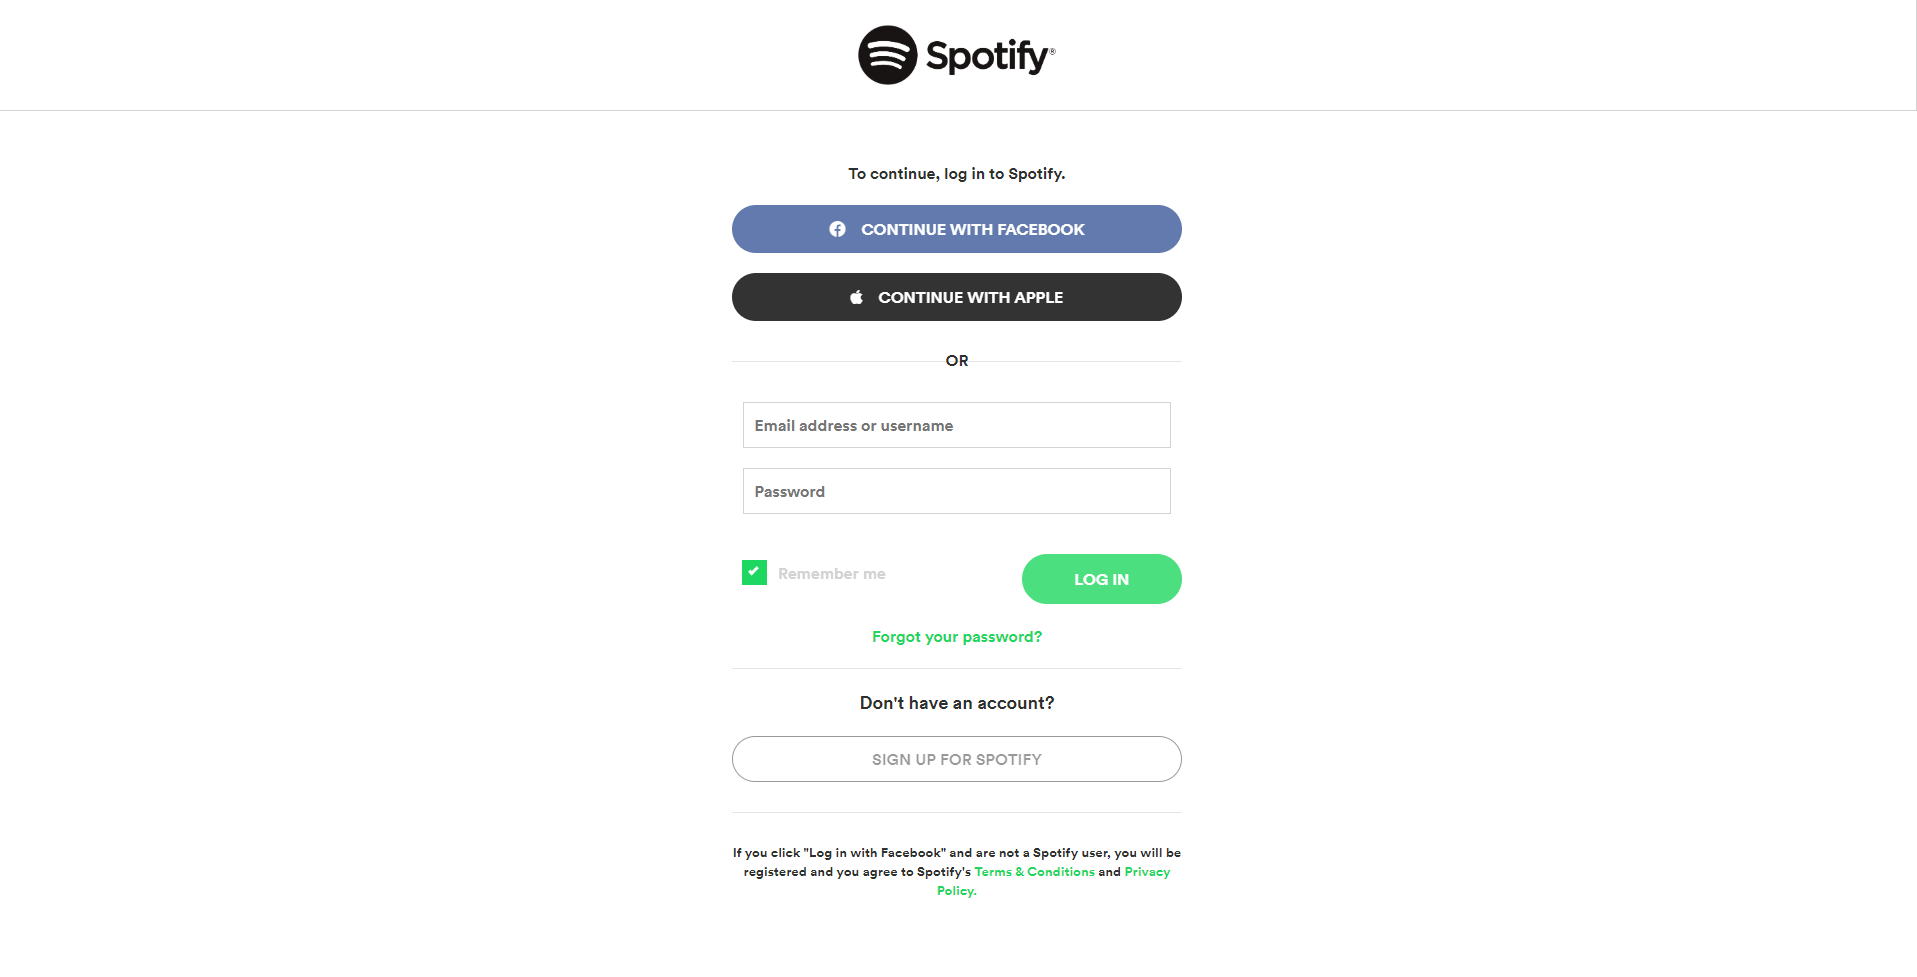 Spotify®
To continue, log in to Spotify.
CONTINUE WITH FACEBOOK
CONTINUE WITH APPLE
OR
Email address or username
Password
Remember me
LOG IN
Forgot your password?
Don't have an account?
SIGN UP FOR SPOTIFY
If you click "Log in with Facebook" and are not a Spotify user, you will be
registered and you agree to Spotify's Terms & Conditions and Privacy
Policy.